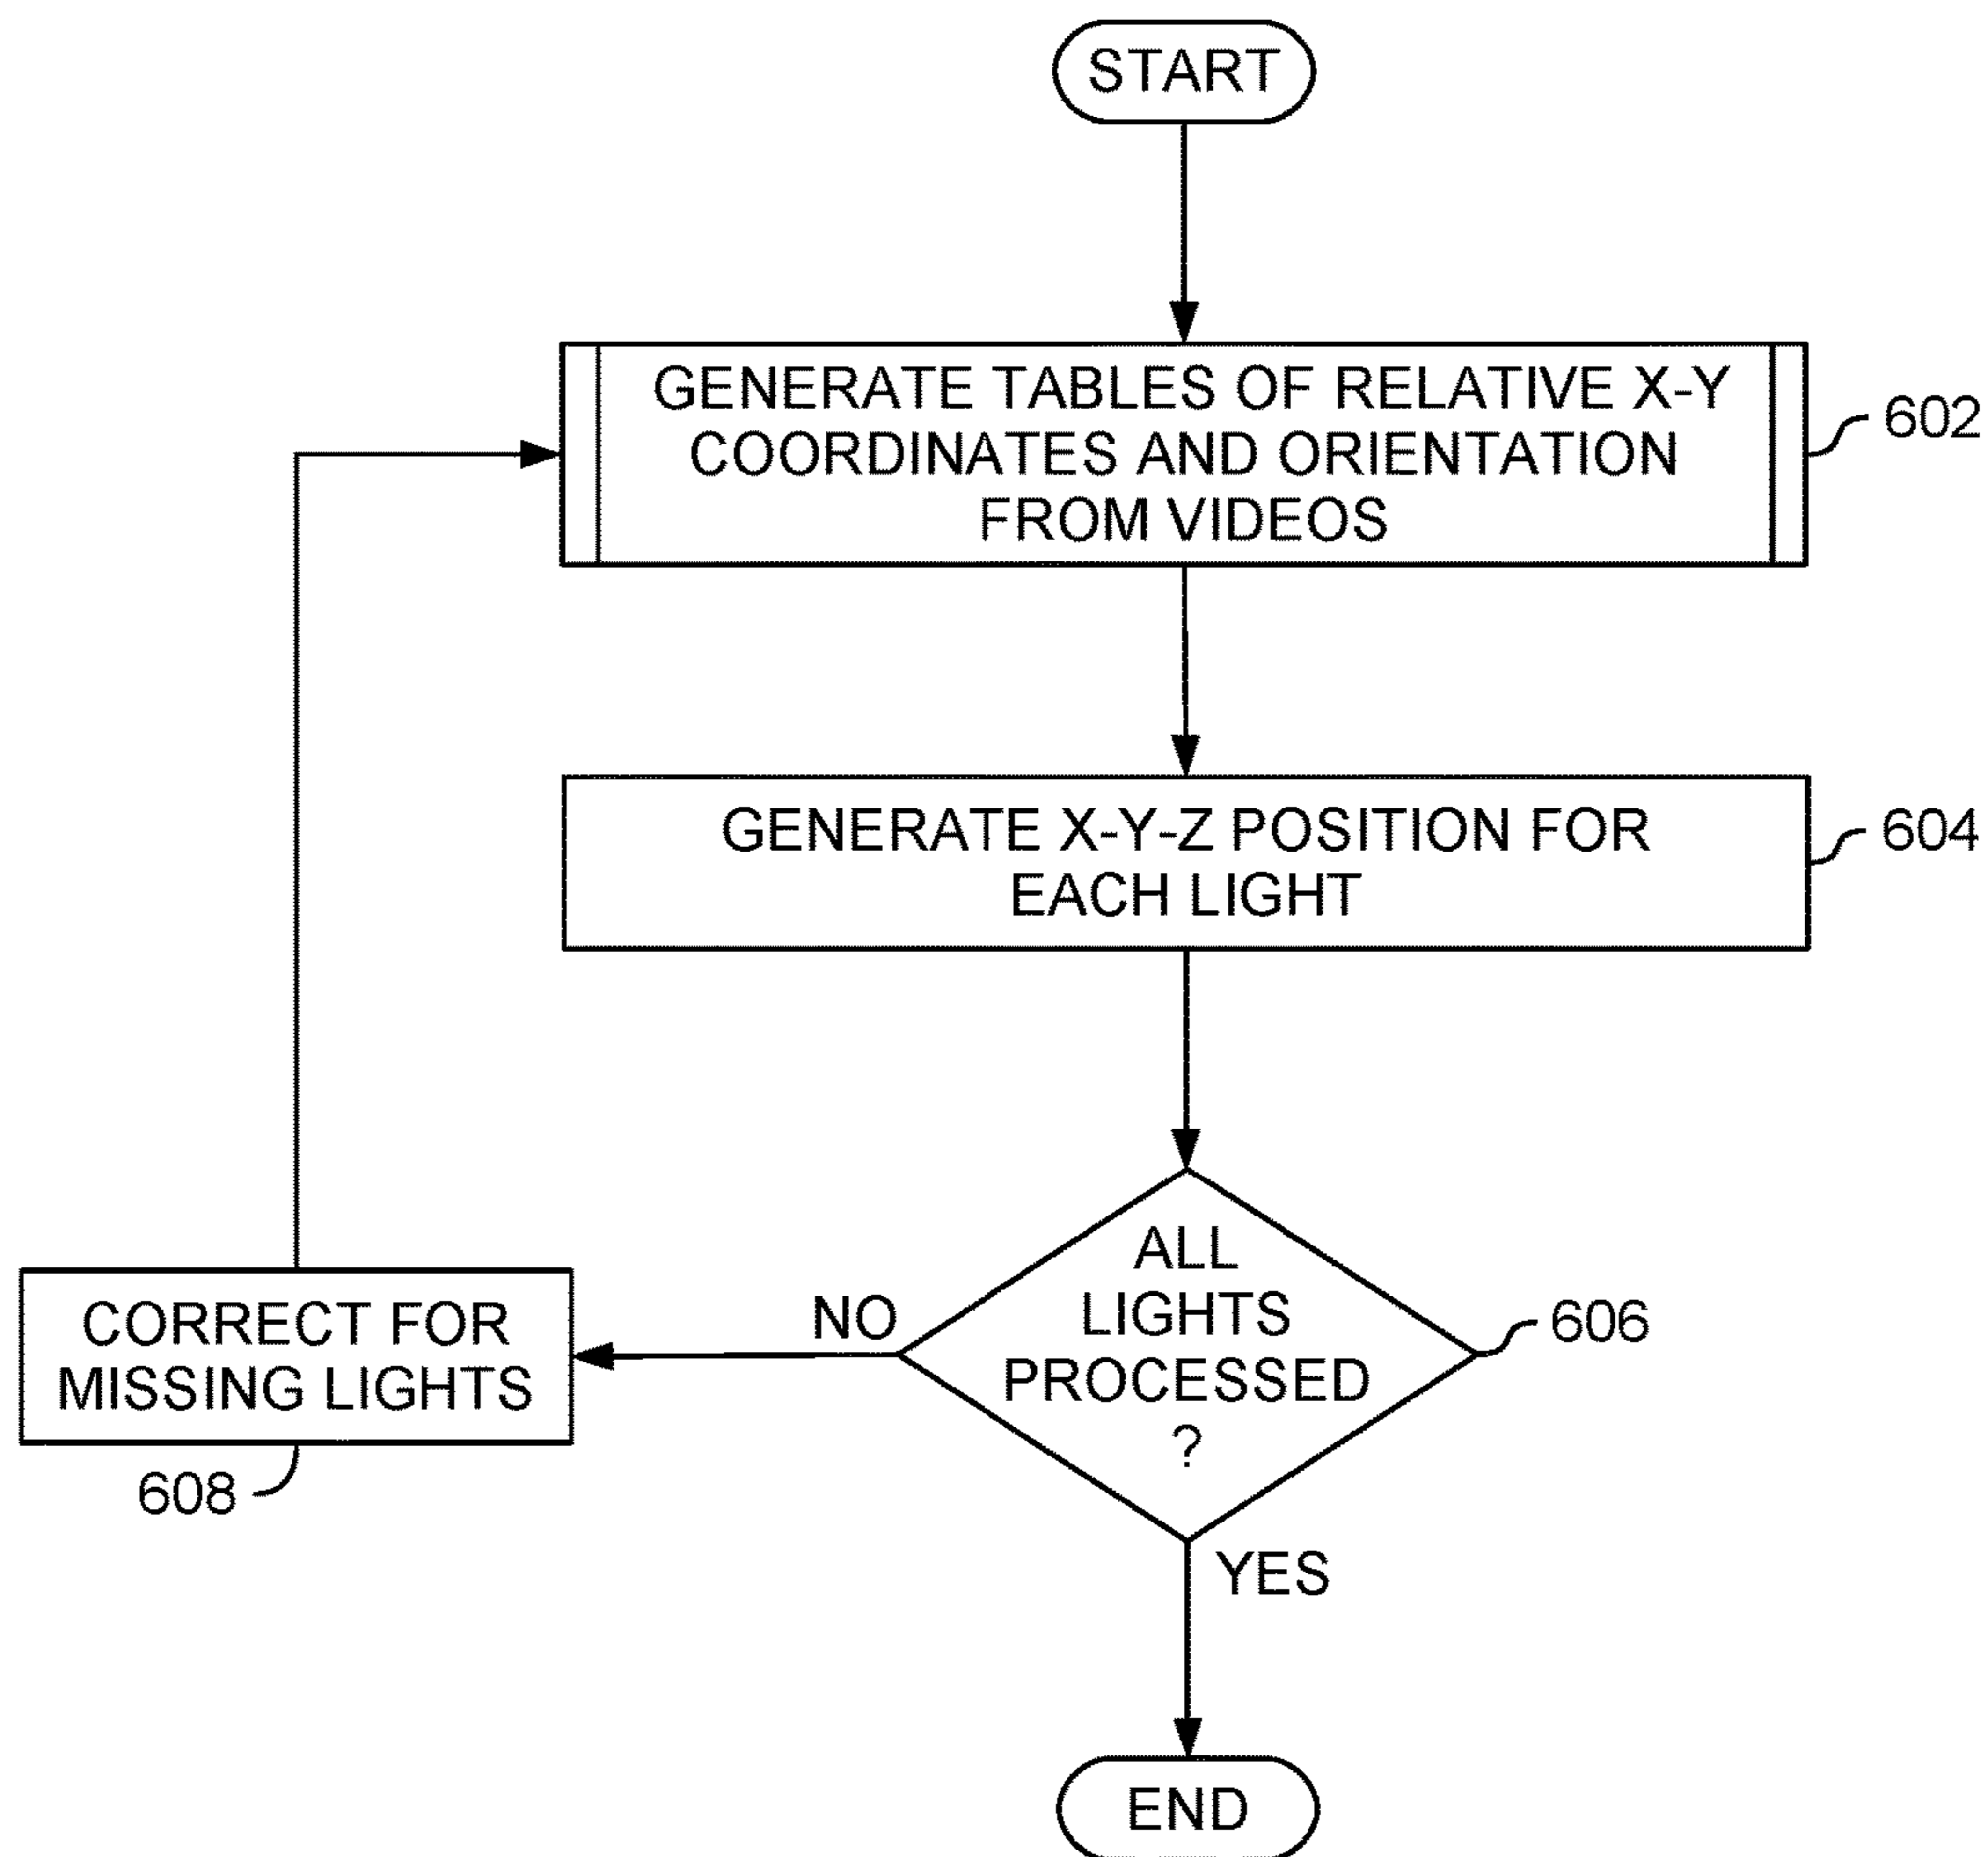 START
GENERATE TABLES OF RELATIVE X-Y
COORDINATES AND ORIENTATION
FROM VIDEOS
602
GENERATE X-Y-Z POSITION FOR
EACH LIGHT
604
ALL
LIGHTS
PROCESSED
?
606
NO
CORRECT FOR
MISSING LIGHTS
608
YES
END